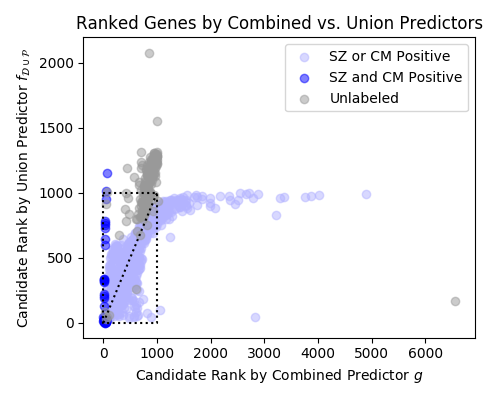 Ranked Genes by Combined vs. Union Predictors
Candidate Rank by Union Predictor f_{D∪P}
2000
1500
1000
500
0
SZ or CM Positive
SZ and CM Positive
Unlabeled
0 1000 2000 3000 4000 5000 6000
Candidate Rank by Combined Predictor g